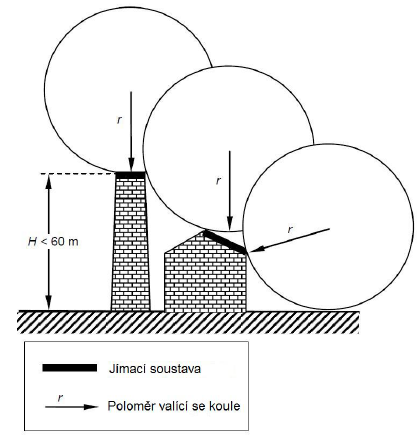 r
r
r
H < 60 m
Jímací soustava
r
Poloměr valící se koule